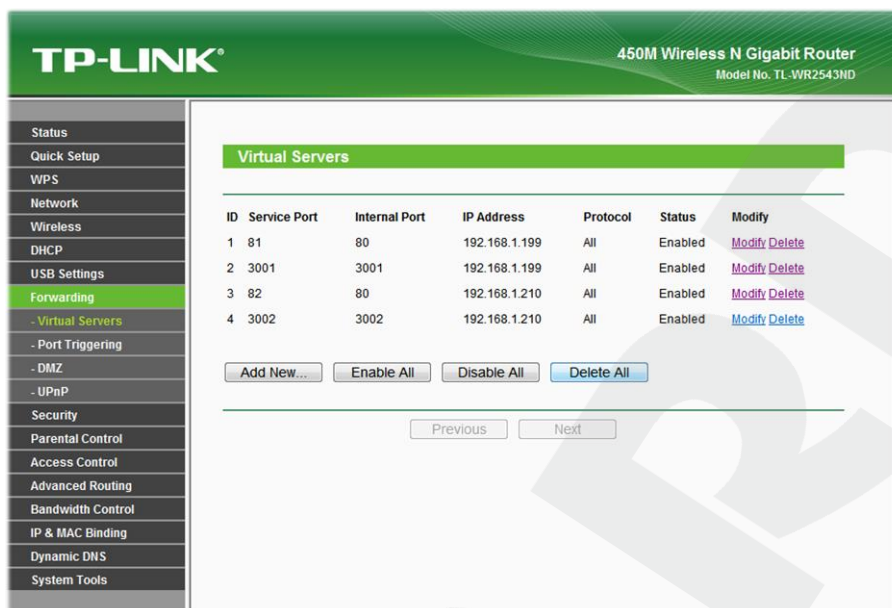 TP-LINK®
450M Wireless N Gigabit Router
Model No. TL-WR2543ND
Status
Quick Setup
WPS
Network
Wireless
DHCP
USB Settings
Forwarding
- Virtual Servers
- Port Triggering
- DMZ
- UPnP
Security
Parental Control
Access Control
Advanced Routing
Bandwidth Control
IP & MAC Binding
Dynamic DNS
System Tools
Virtual Servers
ID Service Port Internal Port IP Address Protocol Status Modify
1 81 80 192.168.1.199 All Enabled Modify Delete
2 3001 3001 192.168.1.199 All Enabled Modify Delete
3 82 80 192.168.1.210 All Enabled Modify Delete
4 3002 3002 192.168.1.210 All Enabled Modify Delete
Add New... Enable All Disable All Delete All
Previous Next